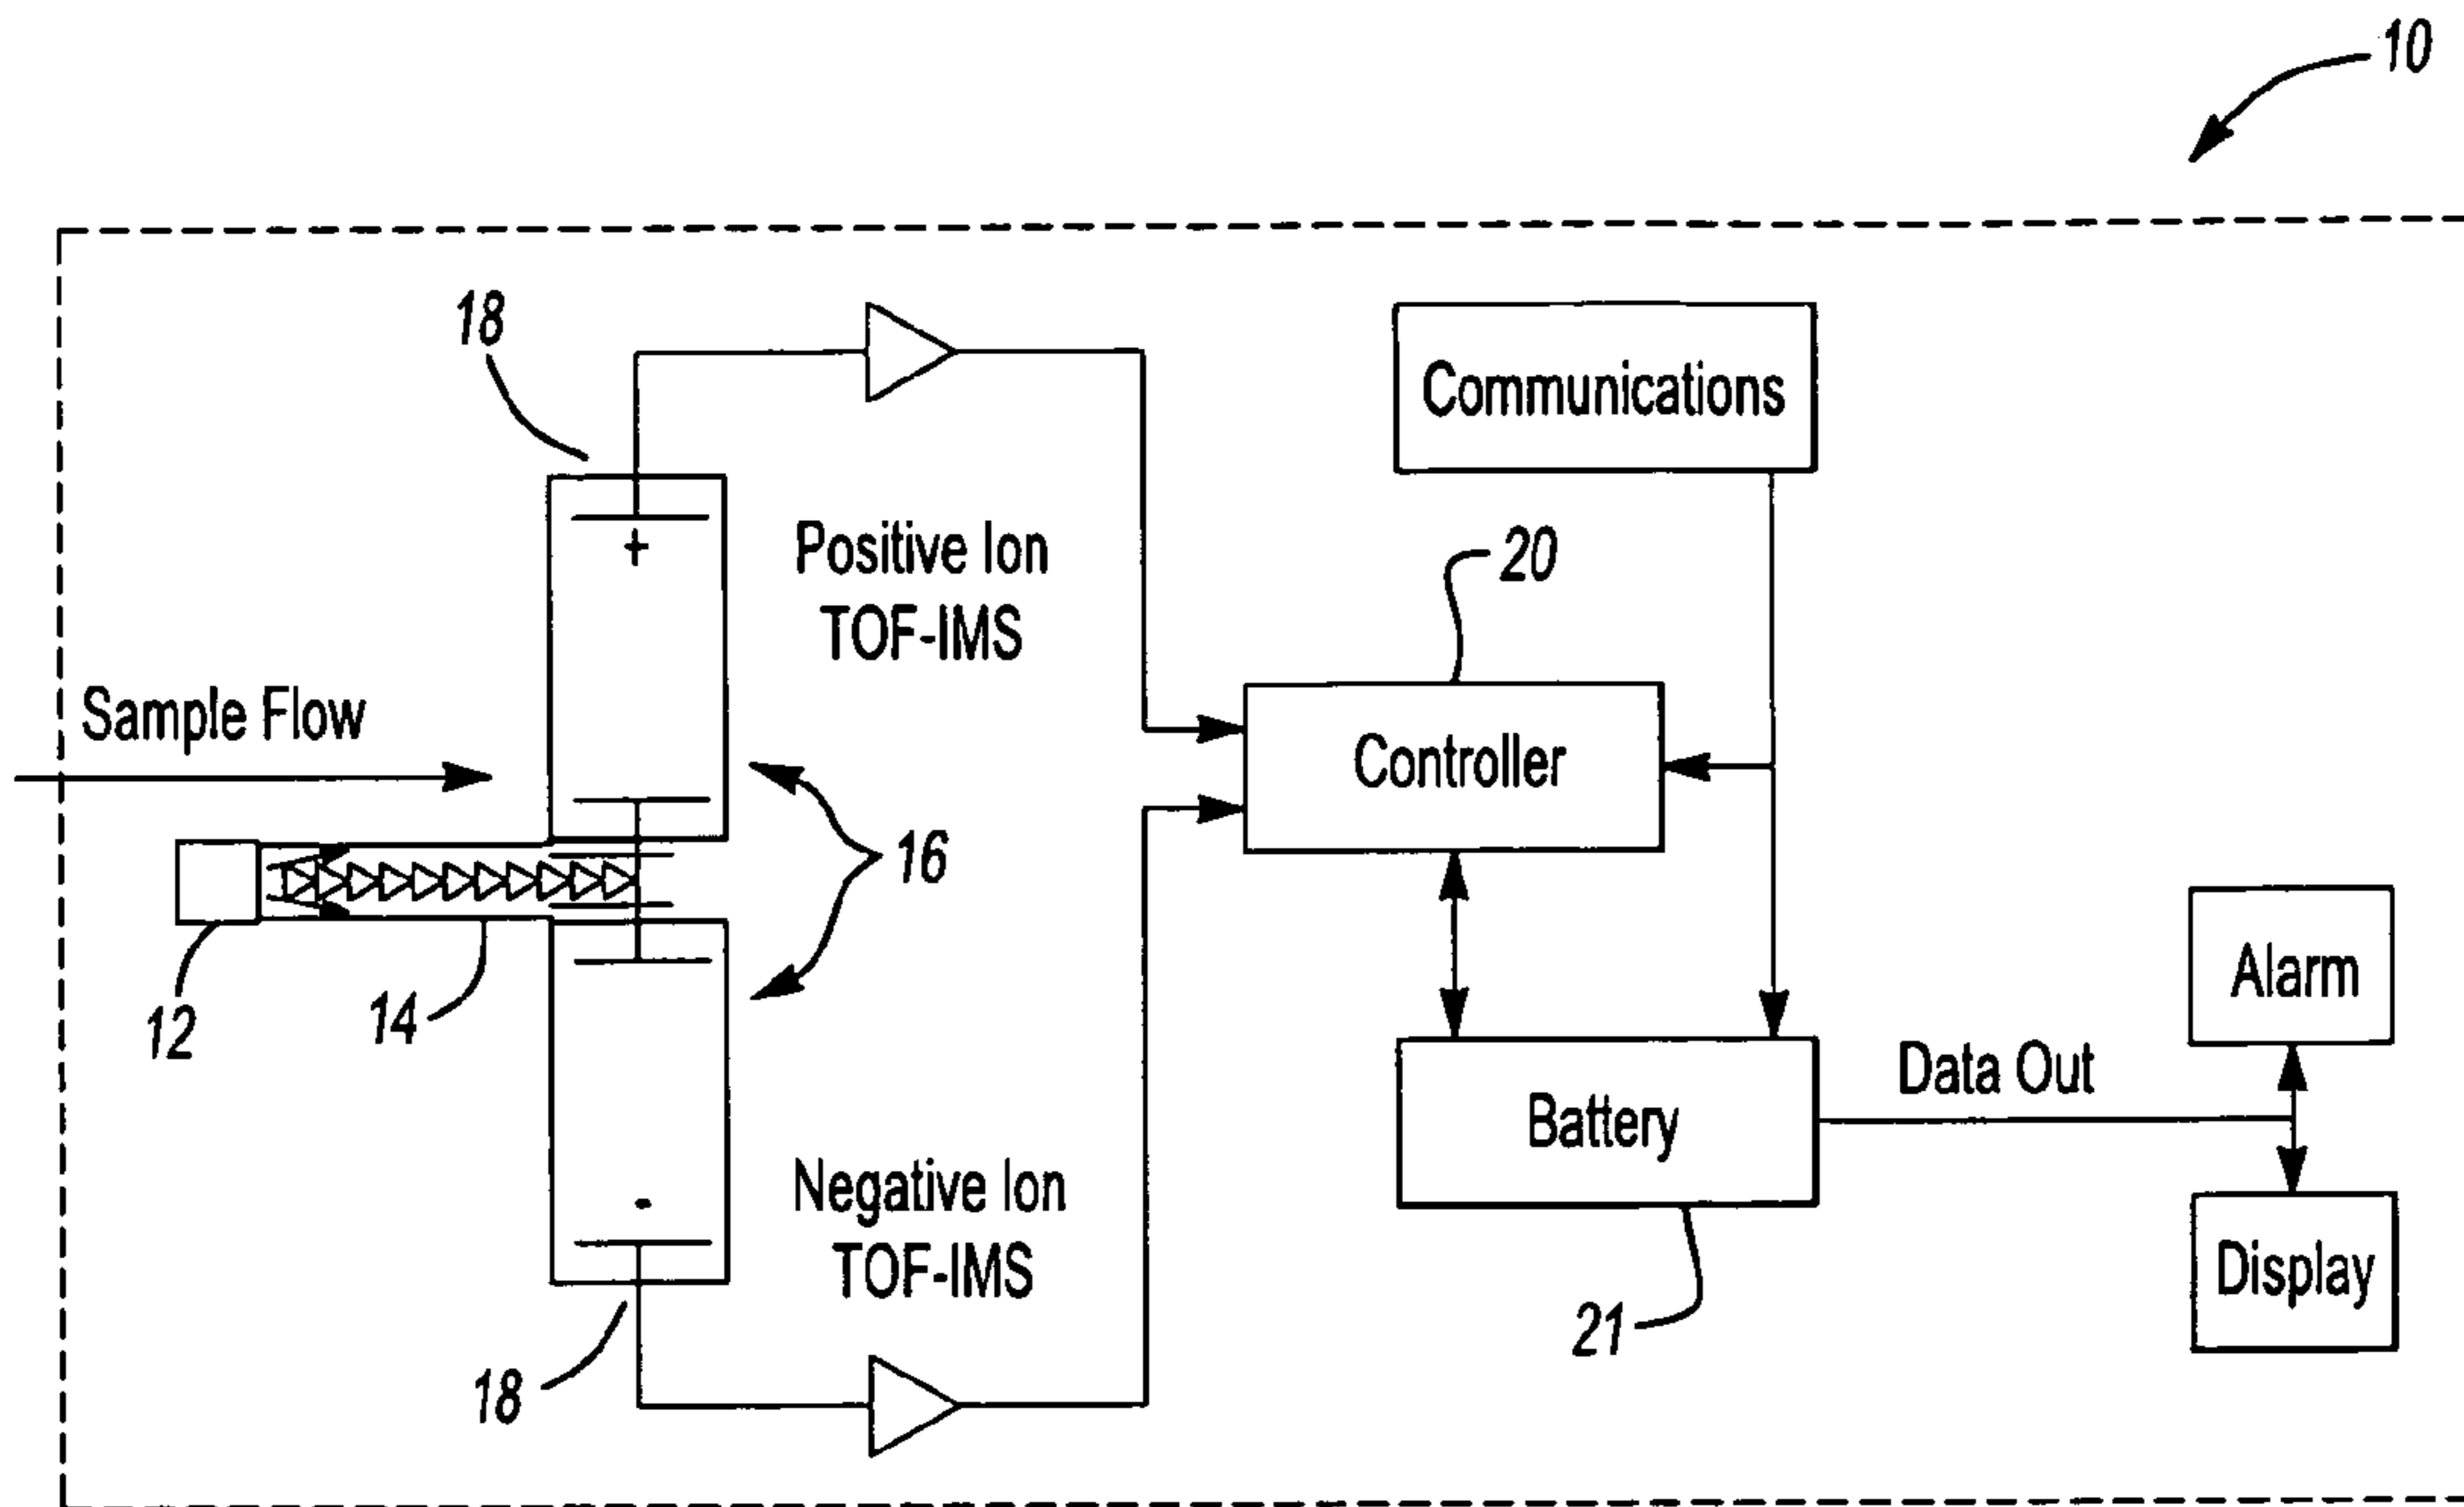 10
18
Communications
Positive Ion
TOF-IMS
20
Sample Flow
Controller
16
12
14
Alarm
Data Out
Battery
Negative Ion
TOF-IMS
Display
21
18
+
-